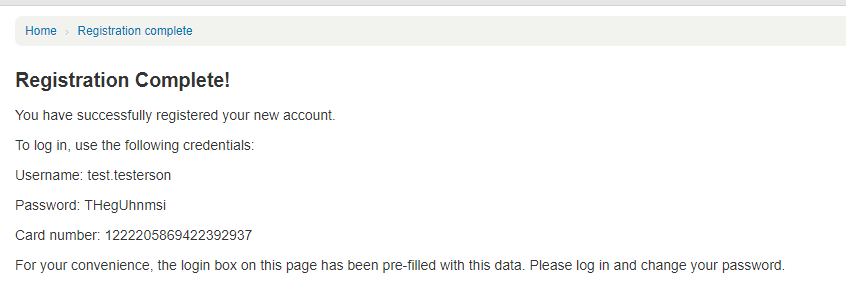 Home › Registration complete
Registration Complete!
You have successfully registered your new account.
To log in, use the following credentials:
Username: test.testerson
Password: THegUhnmsi
Card number: 1222205869422392937
For your convenience, the login box on this page has been pre-filled with this data. Please log in and change your password.